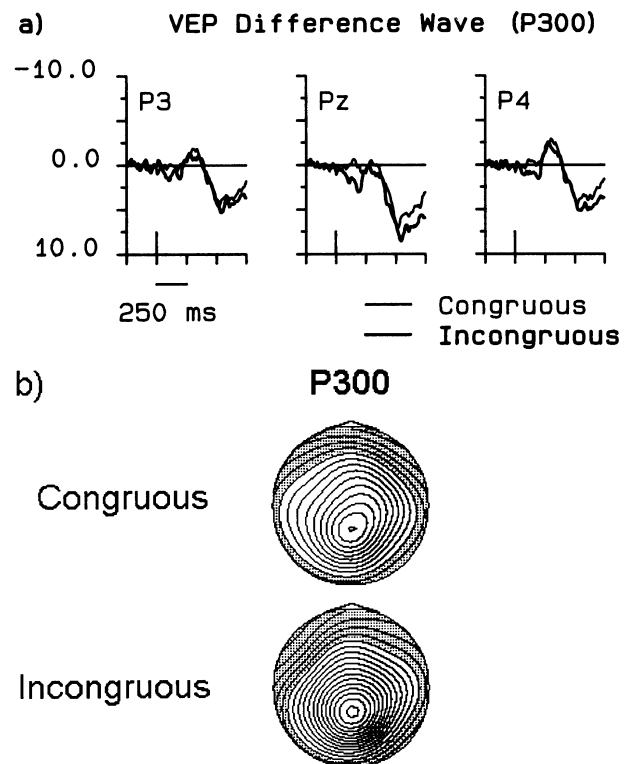 a) VEP Difference Wave (P300)
-10.0
P3 Pz P4
0.0
10.0
250 ms
Congruous
Incongruous
b) P300
Congruous
Incongruous